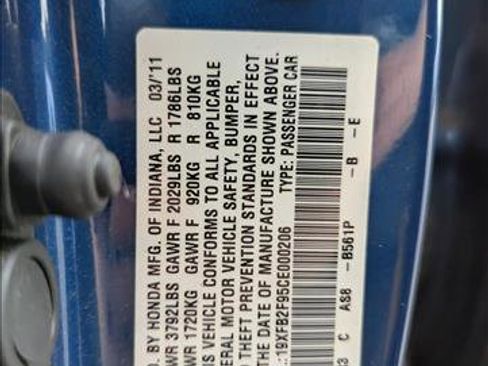 D. BY HONDA MFG. OF INDIANA, LLC 03/'11
VWR 3792LBS GAWR F 2029LBS R 1786LBS
WR 1720KG GAWR F 920KG R 810KG
IS VEHICLE CONFORMS TO ALL APPLICABLE
ERAL MOTOR VEHICLE SAFETY, BUMPER,
D THEFT PREVENTION STANDARDS IN EFFECT
THE DATE OF MANUFACTURE SHOWN ABOVE.
:19XFB2F95CE000206 TYPE: PASSENGER CAR
3 C AS8 -B561P -B -E